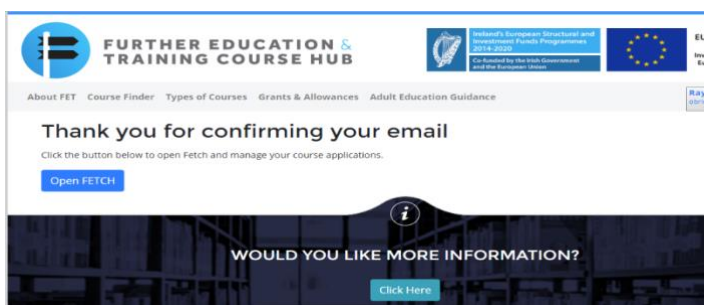 FURTHER EDUCATION &
TRAINING COURSE HUB
Ireland's European Structural and
Investment Funds Programmes
2014-2020
Co-funded by the Irish Government
and the European Union
EU
Inv
Eu
About FET Course Finder Types of Courses Grants & Allowances Adult Education Guidance
Ray
Thank you for confirming your email
Click the button below to open Fetch and manage your course applications.
Open FETCH
i
WOULD YOU LIKE MORE INFORMATION?
Click Here